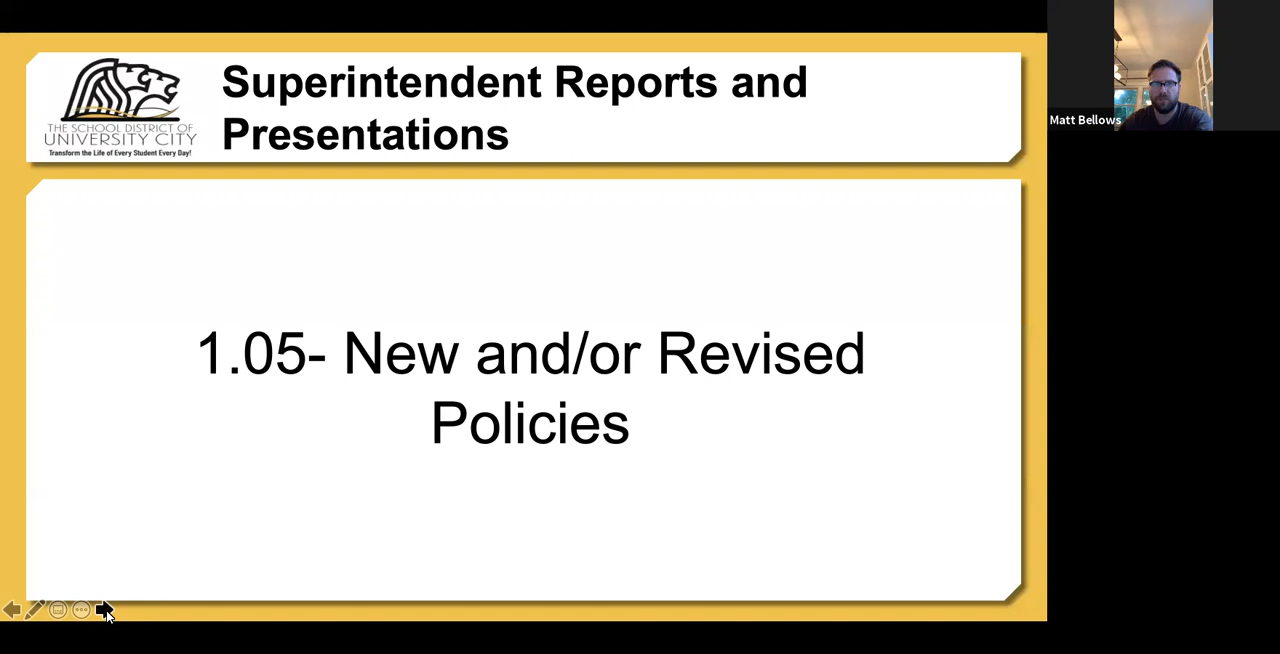 Superintendent Reports and
Presentations
THE SCHOOL DISTRICT OF
UNIVERSITY CITY
Transform the Life of Every Student Every Day!
1.05- New and/or Revised
Policies
Matt Bellows